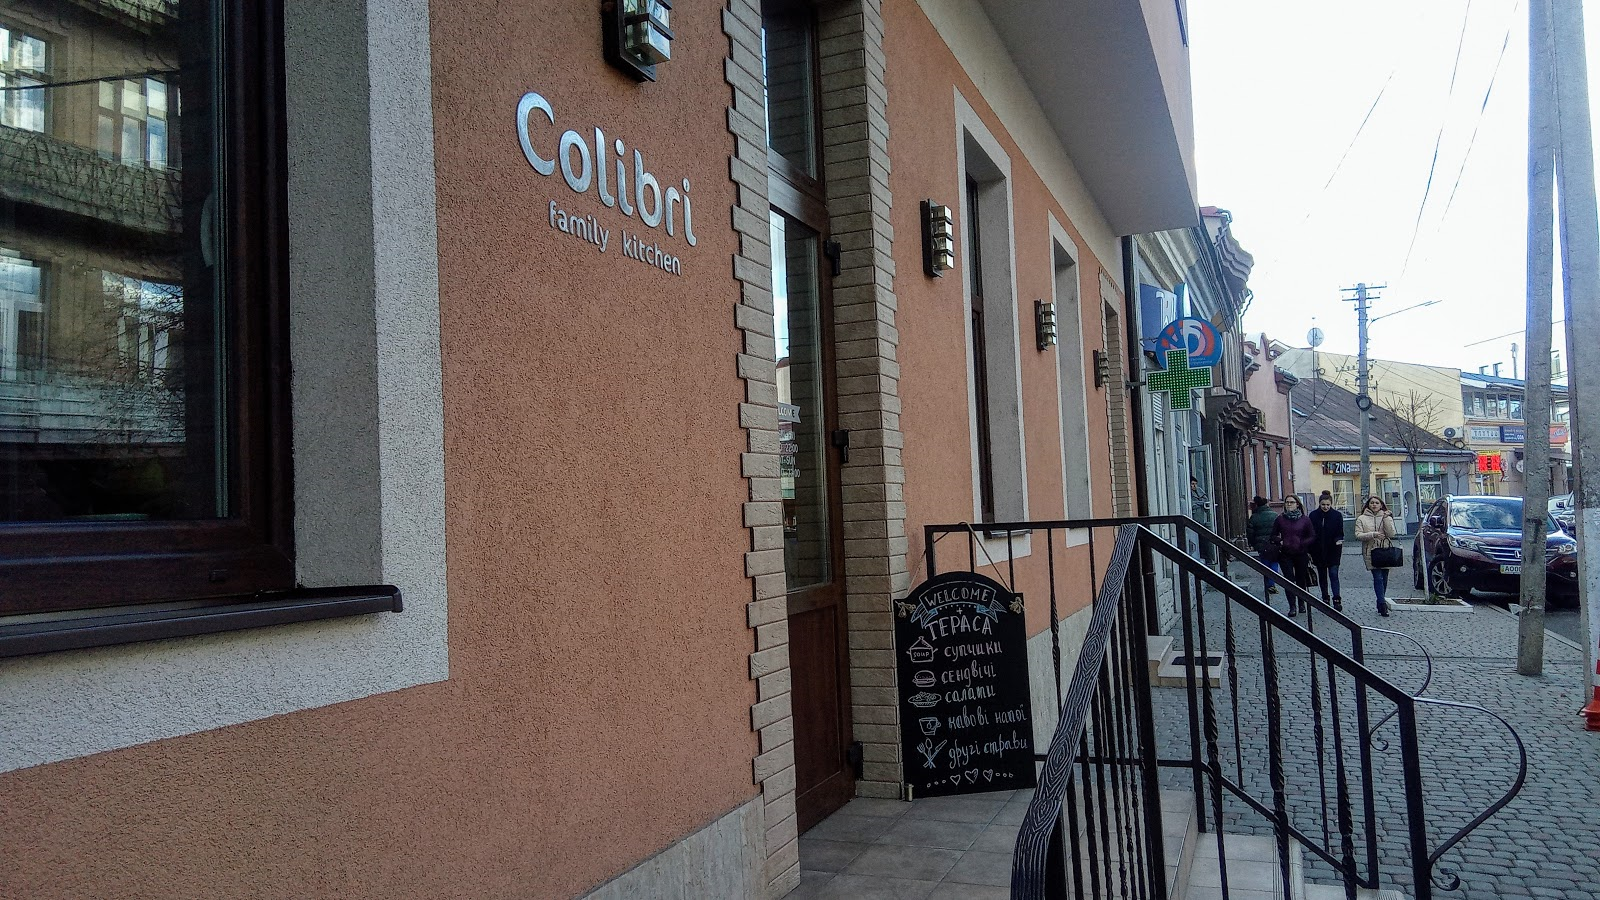 Colibri
family kitchen
WELCOME
ТЕРАСА
soup
супчики
сендвічі
салати
кавові напої
другі страви
ZINA